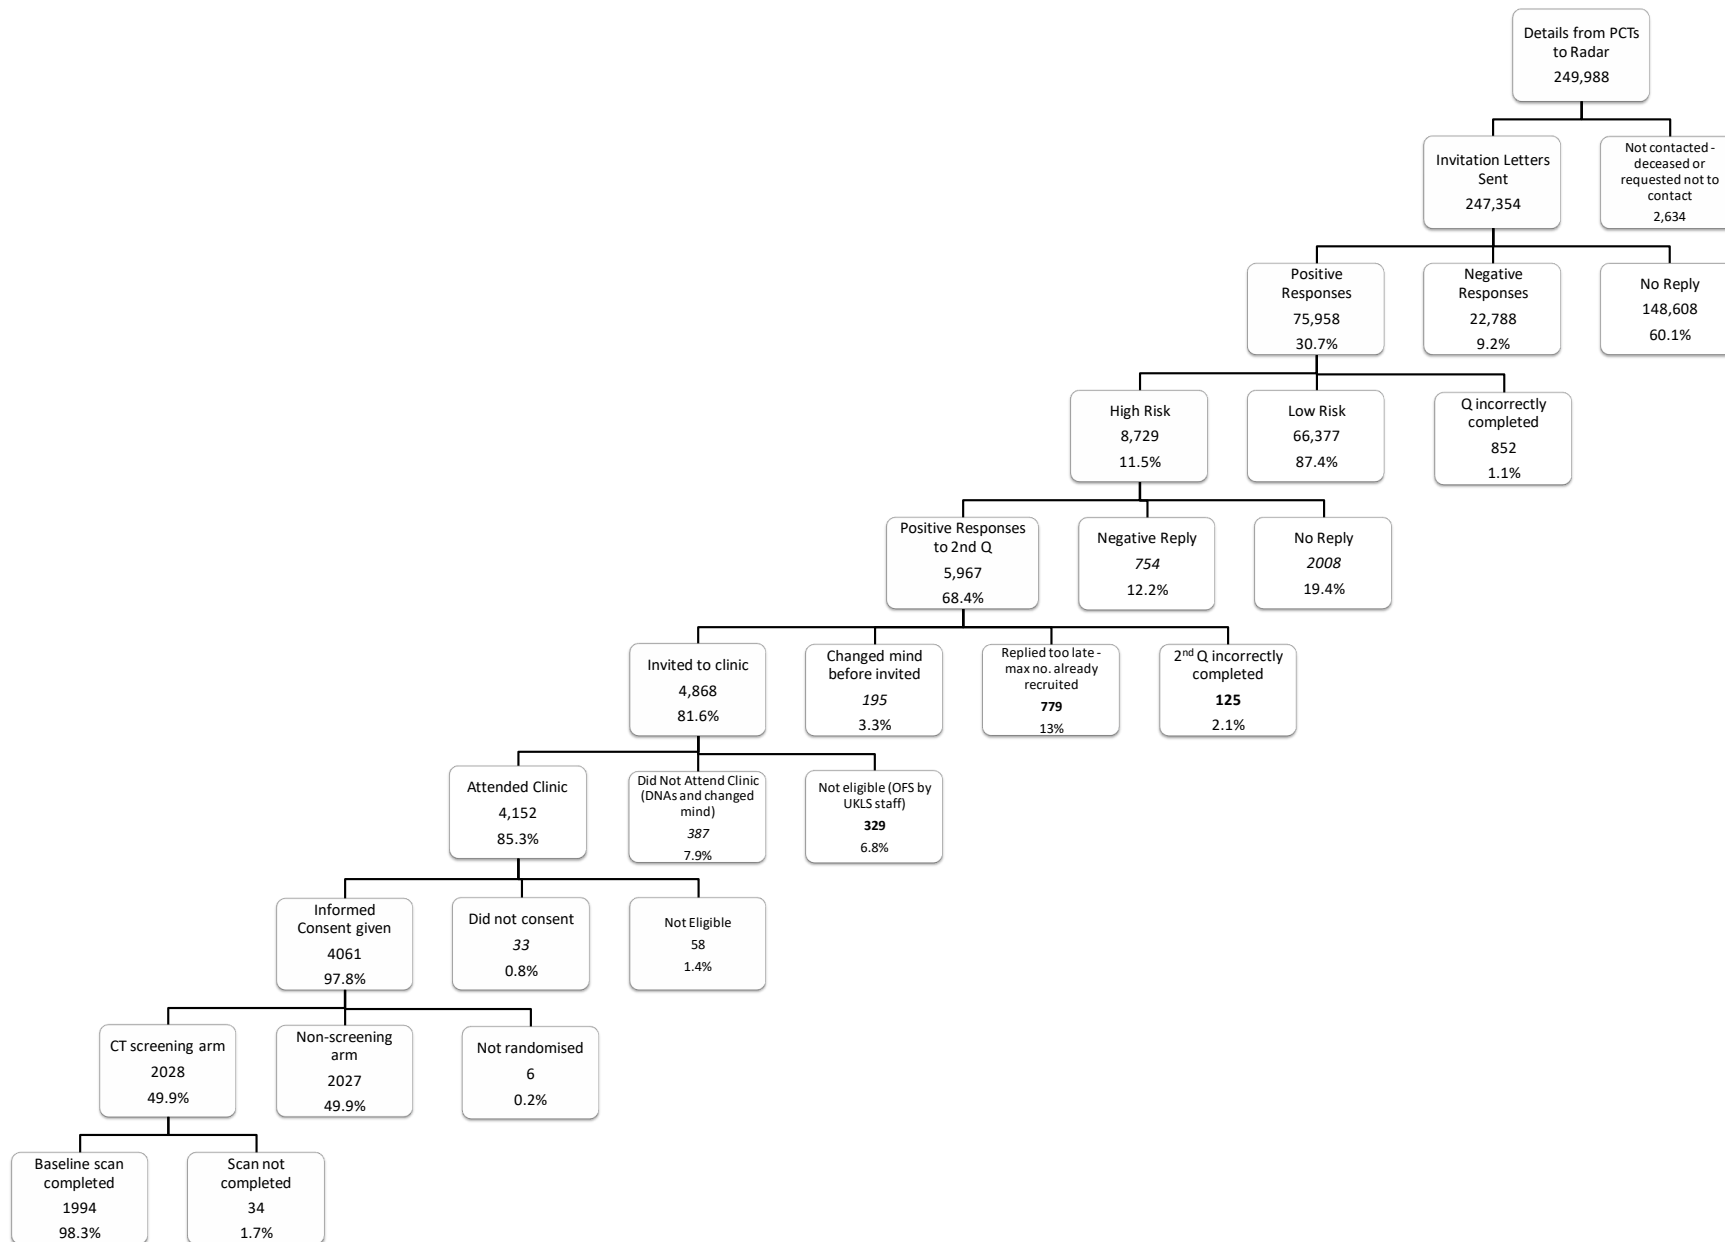 Details from PCTs
to Radar
249,988
Invitation Letters
Sent
247,354
Not contacted -
deceased or
requested not to
contact
2,634
Positive
Responses
75,958
30.7%
Negative
Responses
22,788
9.2%
No Reply
148,608
60.1%
High Risk
8,729
11.5%
Low Risk
66,377
87.4%
Q incorrectly
completed
852
1.1%
Positive Responses
to 2nd Q
5,967
68.4%
Negative Reply
754
12.2%
No Reply
2008
19.4%
Invited to clinic
4,868
81.6%
Changed mind
before invited
195
3.3%
Replied too late -
max no. already
recruited
779
13%
2nd Q incorrectly
completed
125
2.1%
Attended Clinic
4,152
85.3%
Did Not Attend Clinic
(DNAs and changed
mind)
387
7.9%
Not eligible (OFS by
UKLS staff)
329
6.8%
Informed
Consent given
4061
97.8%
Did not consent
33
0.8%
Not Eligible
58
1.4%
CT screening arm
2028
49.9%
Non-screening
arm
2027
49.9%
Not randomised
6
0.2%
Baseline scan
completed
1994
98.3%
Scan not
completed
34
1.7%